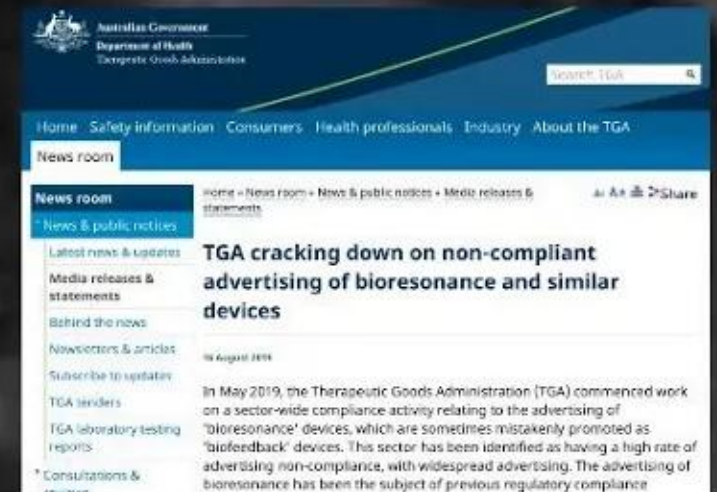 Australian Government
Department of Health
Therapeutic Goods Administration
Search TGA
Home Safety information Consumers Health professionals Industry About the TGA
News room
News room
Home » News room » News & public notices » Media releases &
statements
Share
News & public notices
Latest news & updates
Media releases &
statements
Behind the news
Newsletters & articles
Subscribe to updates
TGA tenders
TGA laboratory testing
reports
Consultations &
TGA cracking down on non-compliant
advertising of bioresonance and similar
devices
August 2019
In May 2019, the Therapeutic Goods Administration (TGA) commenced work
on a sector-wide compliance activity relating to the advertising of
'bioresonance' devices, which are sometimes mistakenly promoted as
'biofeedback' devices. This sector has been identified as having a high rate of
advertising non-compliance, with widespread advertising. The advertising of
bioresonance has been the subject of previous regulatory compliance